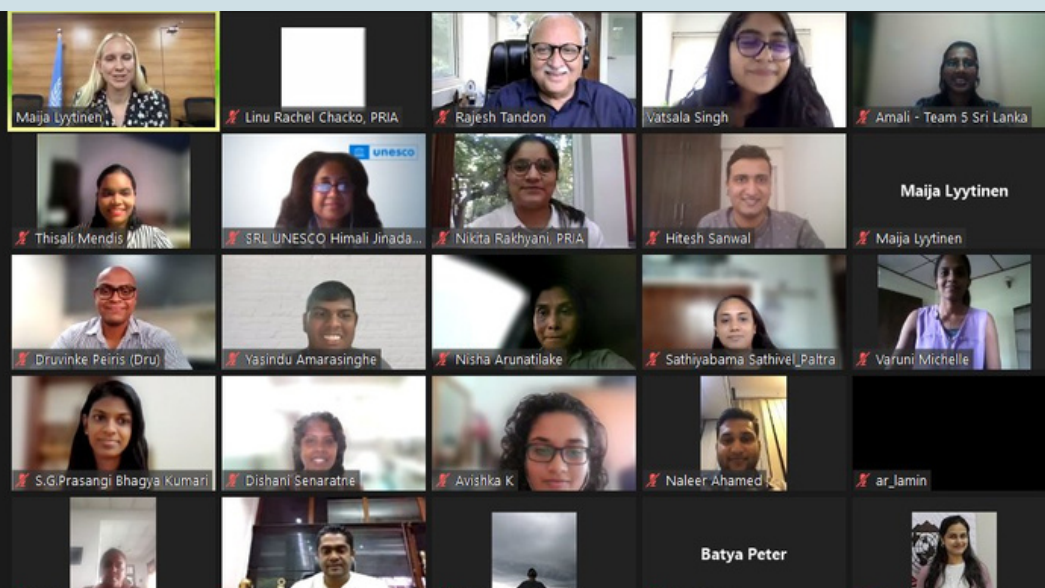 Maija Lyytinen
Linu Rachel Chacko, PRIA
Rajesh Tandon
Vatsala Singh
Amali - Team 5 Sri Lanka
Thisali Mendis
unesco
SRL UNESCO Himali Jinada...
Nikita Rakhyani, PRIA
Hitesh Sanwal
Maija Lyytinen
Maija Lyytinen
Druvinke Peiris (Dru)
Yasindu Amarasinghe
Nisha Arunatilake
Sathiyabama Sathivel_Paltra
Varuni Michelle
S.G.Prasangi Bhagya Kumari
Dishani Senaratne
Avishka K
Naleer Ahamed
ar_lamin
Batya Peter